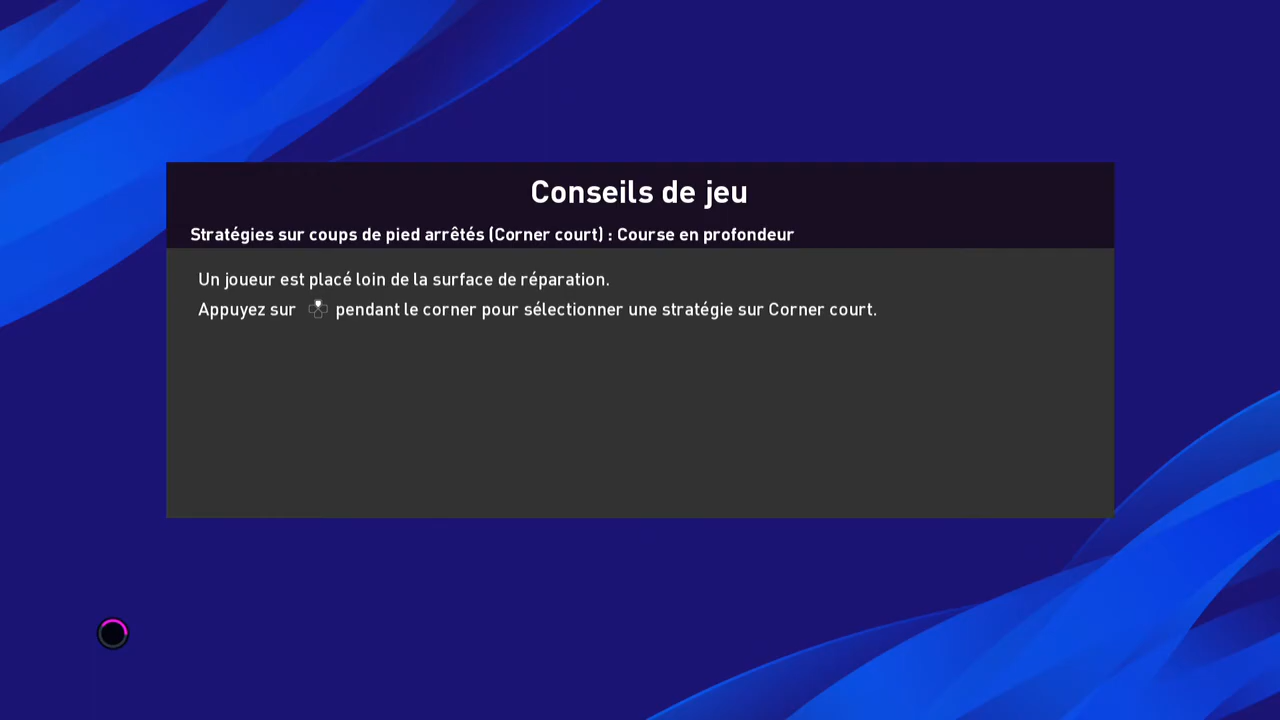 Conseils de jeu
Stratégies sur coups de pied arrêtés (Corner court) : Course en profondeur
Un joueur est placé loin de la surface de réparation.
Appuyez sur pendant le corner pour sélectionner une stratégie sur Corner court.